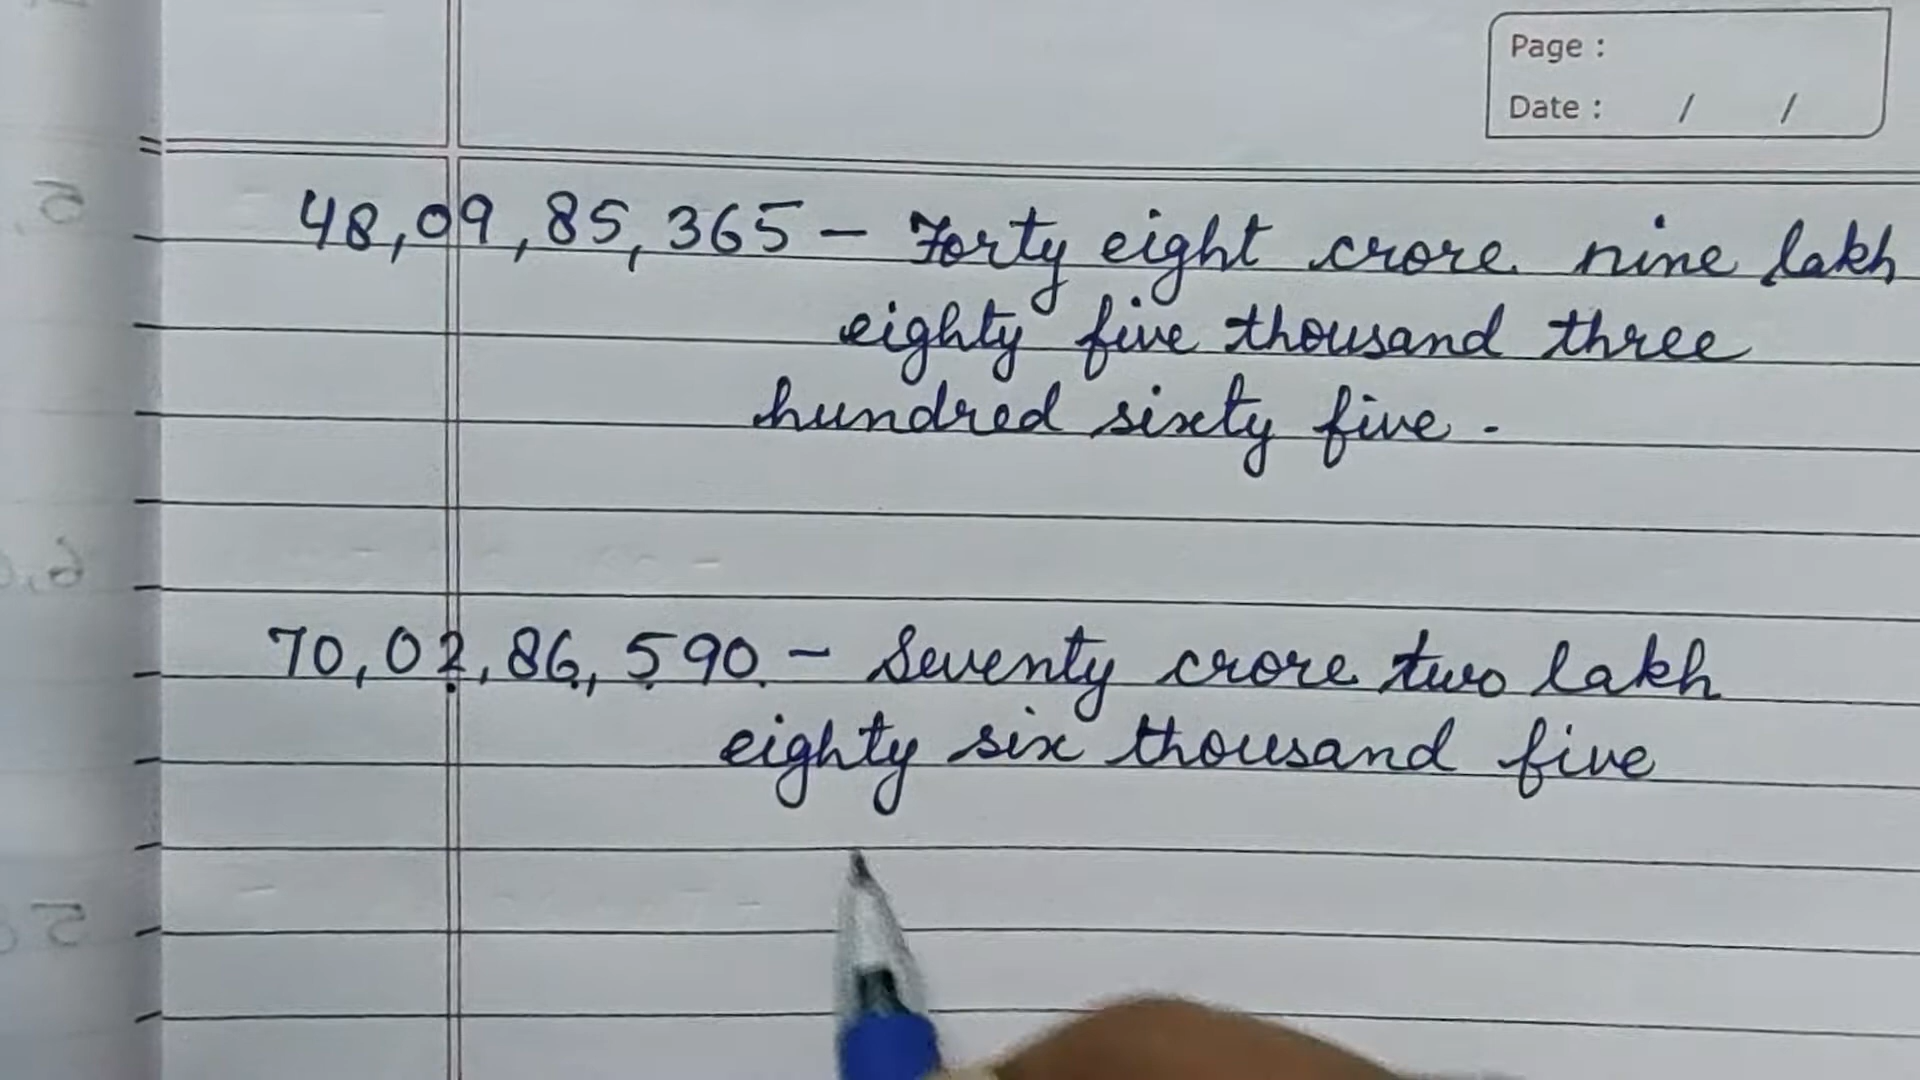 Page :
Date : / /
48,09,85,365 – Forty eight crore nine lakh
eighty five thousand three
hundred sixty five.
70,02,86,590 – Seventy crore two lakh
eighty six thousand five